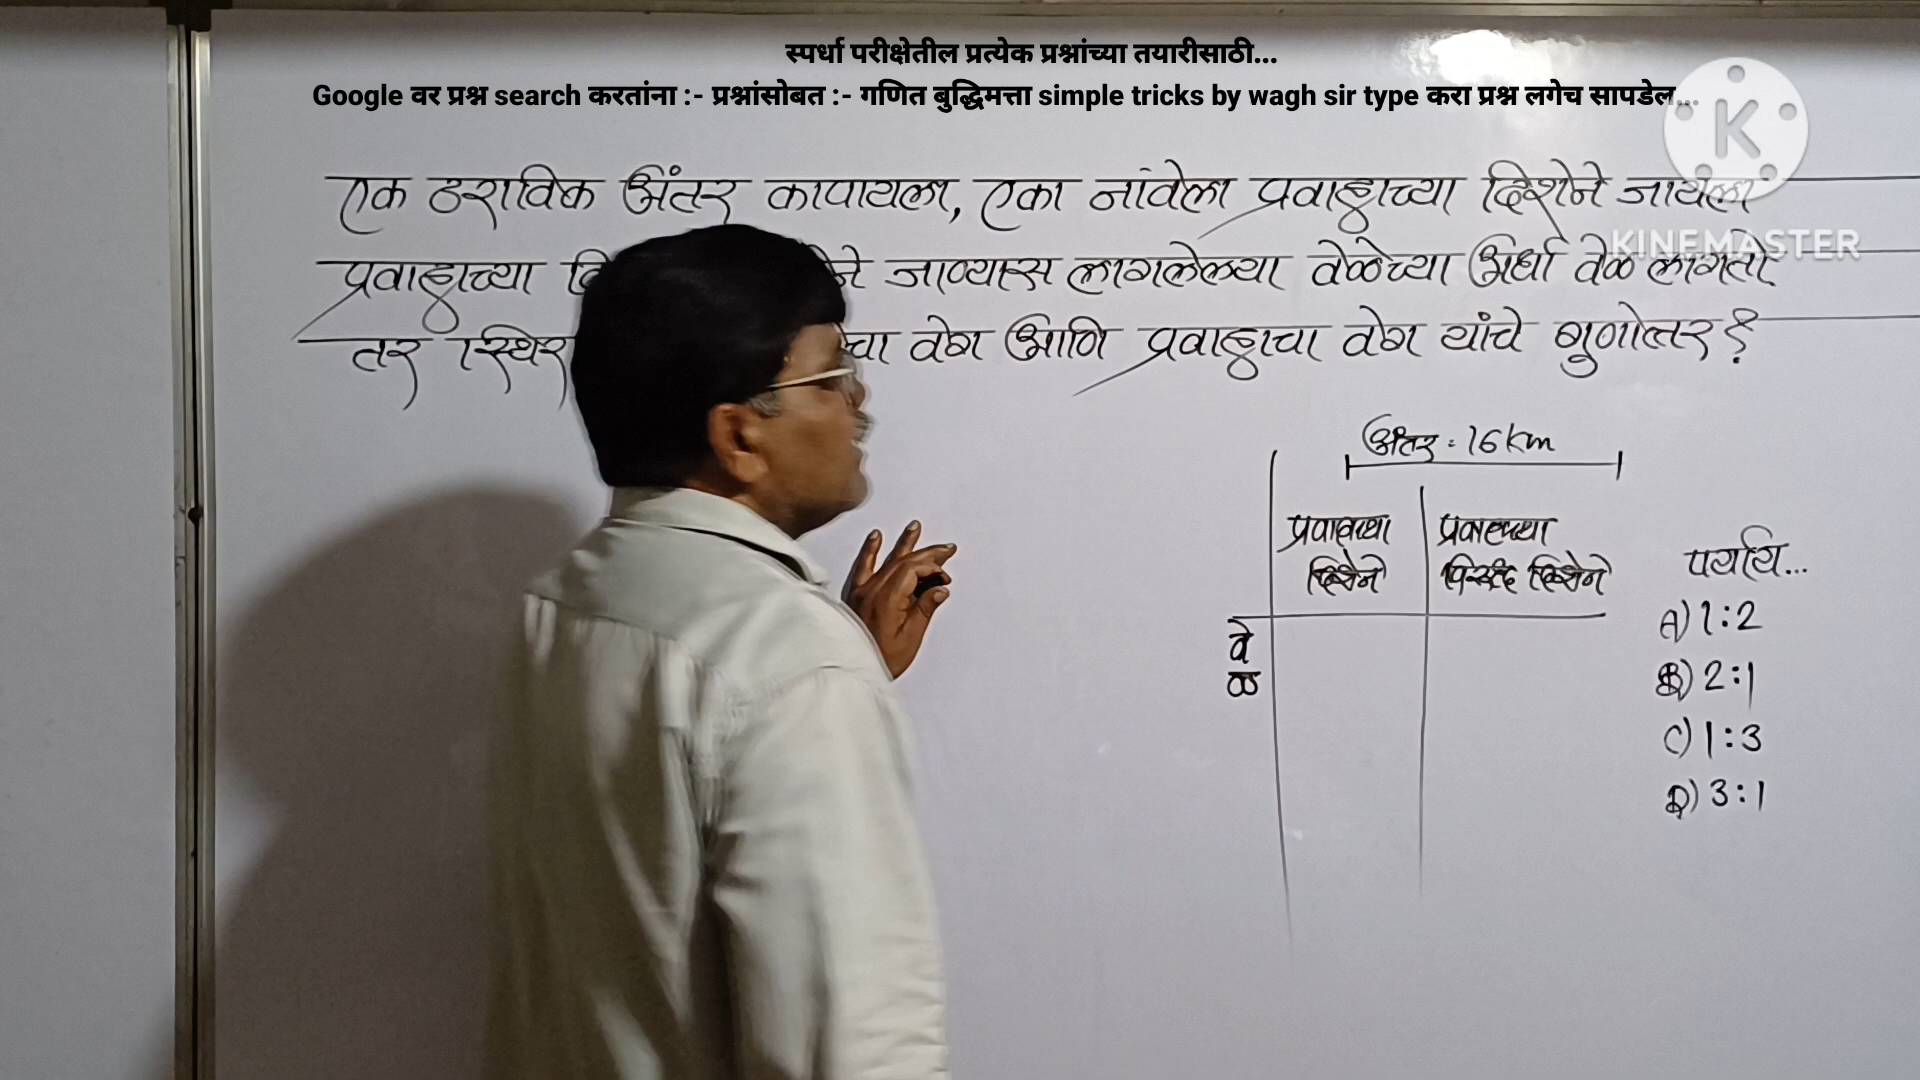 स्पर्धा परीक्षेतील प्रत्येक प्रश्नांच्या तयारीसाठी...
Google वर प्रश्न search करतांना :- प्रश्नांसोबत :- गणित बुद्धिमत्ता simple tricks by wagh sir type करा प्रश्न लगेच सापडेल...
K
KINEMASTER
एक ठराविक अंतर कापायला, एका नांवेला प्रवाहाच्या दिशेने जायला
प्रवाहाच्या जाण्यास लागलेल्या वेळेच्या अर्धा वेळ लागतो.
तर स्थिर वेग आणि प्रवाहाचा वेग यांचे गुणोत्तर?
अंतर = 16 km
प्रवाहाच्या दिशेने
प्रवाहाच्या विरुद्ध दिशेने
वेळ
पर्याय...
A) 1:2
B) 2:1
C) 1:3
D) 3:1